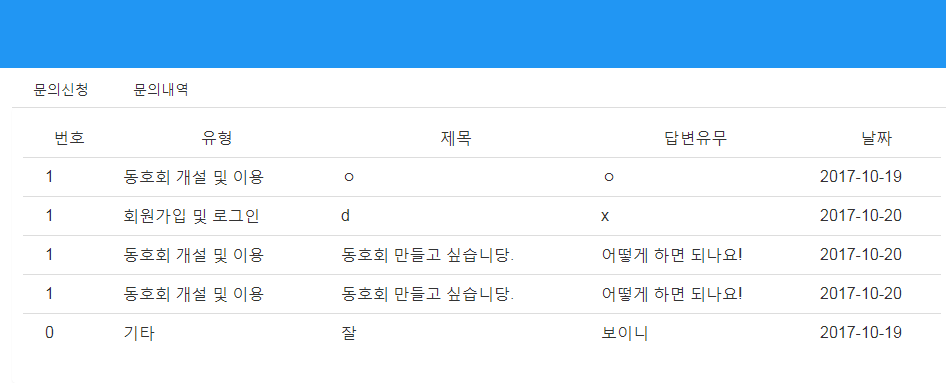 문의신청 문의내역
번호 유형 제목 답변유무 날짜
1 동호회 개설 및 이용 ㅇ ㅇ 2017-10-19
1 회원가입 및 로그인 d x 2017-10-20
1 동호회 개설 및 이용 동호회 만들고 싶습니당. 어떻게 하면 되나요! 2017-10-20
1 동호회 개설 및 이용 동호회 만들고 싶습니당. 어떻게 하면 되나요! 2017-10-20
0 기타 잘 보이니 2017-10-19